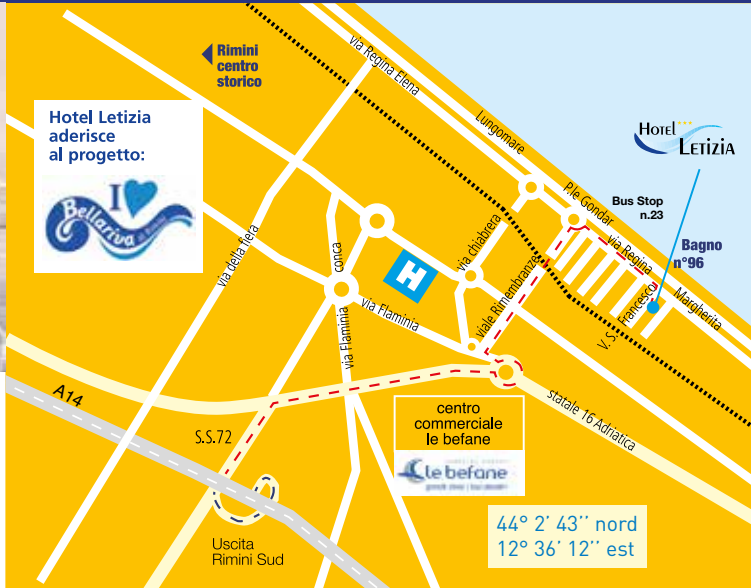 Rimini
centro
storico
via Regina Elena
Hotel Letizia
aderisce
al progetto:
I
Bellariva
Lungomare
HOTEL
LETIZIA
P.le Gondar
Bus Stop
n.23
via Regina
Margherita
Bagno
n°96
via della fiera
conca
H
via chiabrera
viale Rimembranze
V. S. Francesco
via Flaminia
via Flaminia
statale 16 Adriatica
A14
S.S.72
centro
commerciale
le befane
le befane
Uscita
Rimini Sud
44° 2’ 43’’ nord
12° 36’ 12’’ est